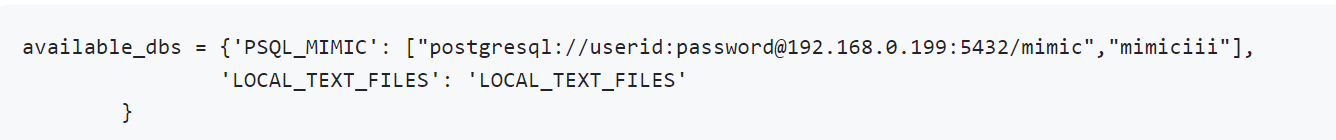 available_dbs = {'PSQL_MIMIC': ["postgresql://userid:password@192.168.0.199:5432/mimic","mimiciii"],
'LOCAL_TEXT_FILES': 'LOCAL_TEXT_FILES'
}